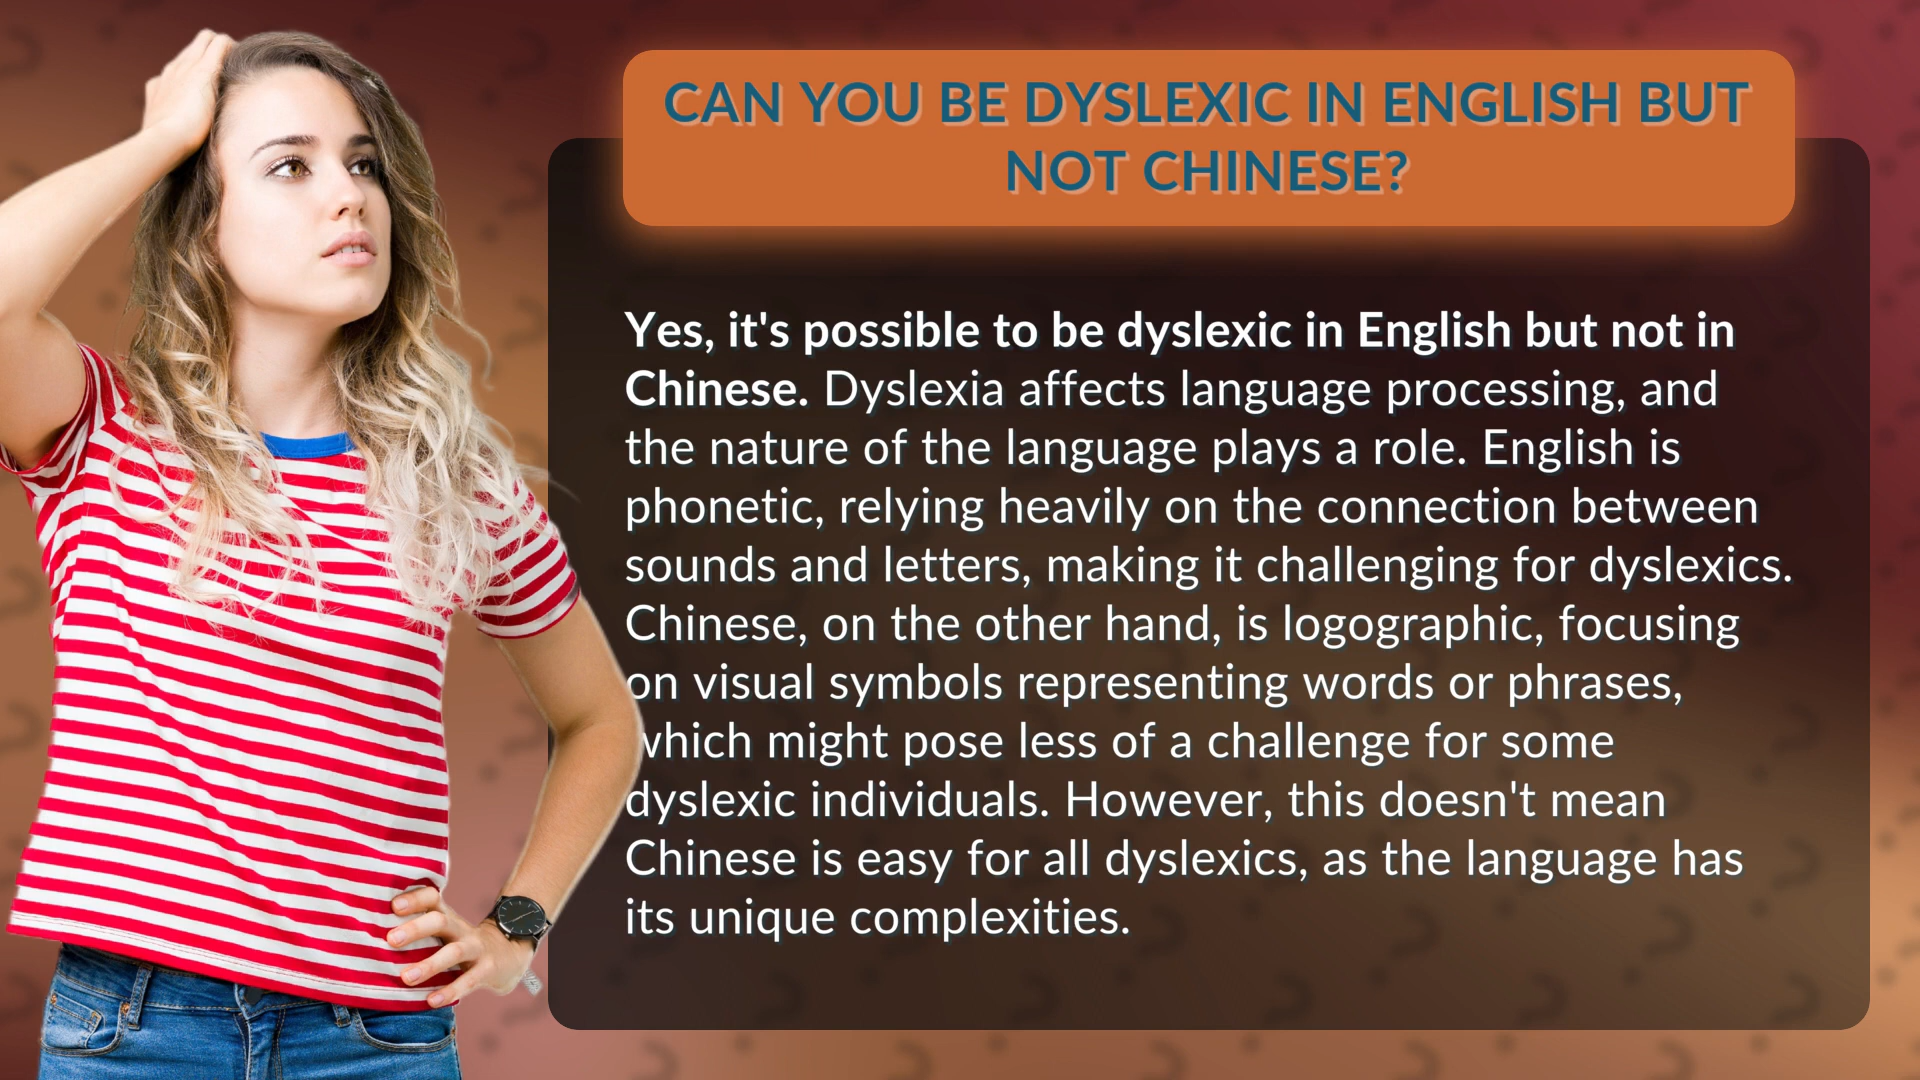 CAN YOU BE DYSLEXIC IN ENGLISH BUT
NOT CHINESE?
Yes, it's possible to be dyslexic in English but not in
Chinese. Dyslexia affects language processing, and
the nature of the language plays a role. English is
phonetic, relying heavily on the connection between
sounds and letters, making it challenging for dyslexics.
Chinese, on the other hand, is logographic, focusing
on visual symbols representing words or phrases,
which might pose less of a challenge for some
dyslexic individuals. However, this doesn't mean
Chinese is easy for all dyslexics, as the language has
its unique complexities.